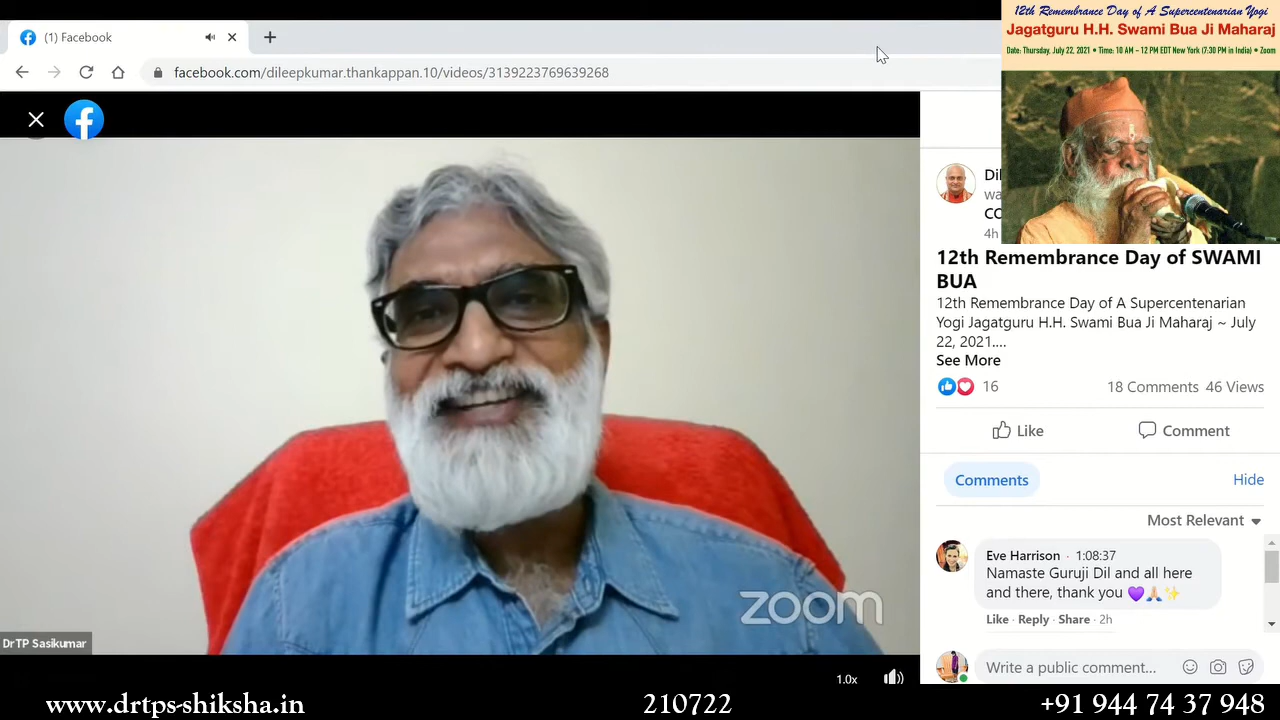 (1) Facebook
facebook.com/dileepkumar.thankappan.10/videos/3139223769639268
12th Remembrance Day of A Supercentenarian Yogi
Jagatguru H.H. Swami Bua Ji Maharaj
Date: Thursday, July 22, 2021 • Time: 10 AM – 12 PM EDT New York (7:30 PM in India) • Zoom
Dil
wa
CC
4h
12th Remembrance Day of SWAMI
BUA
12th Remembrance Day of A Supercentenarian
Yogi Jagatguru H.H. Swami Bua Ji Maharaj ~ July
22, 2021....
See More
16
18 Comments 46 Views
Like
Comment
Comments
Hide
Most Relevant
Eve Harrison · 1:08:37
Namaste Guruji Dil and all here
and there, thank you 💜🙏🏼✨
Like · Reply · Share · 2h
Write a public comment...
zoom
DrTP Sasikumar
1.0x
www.drtps-shiksha.in
210722
+91 944 74 37 948